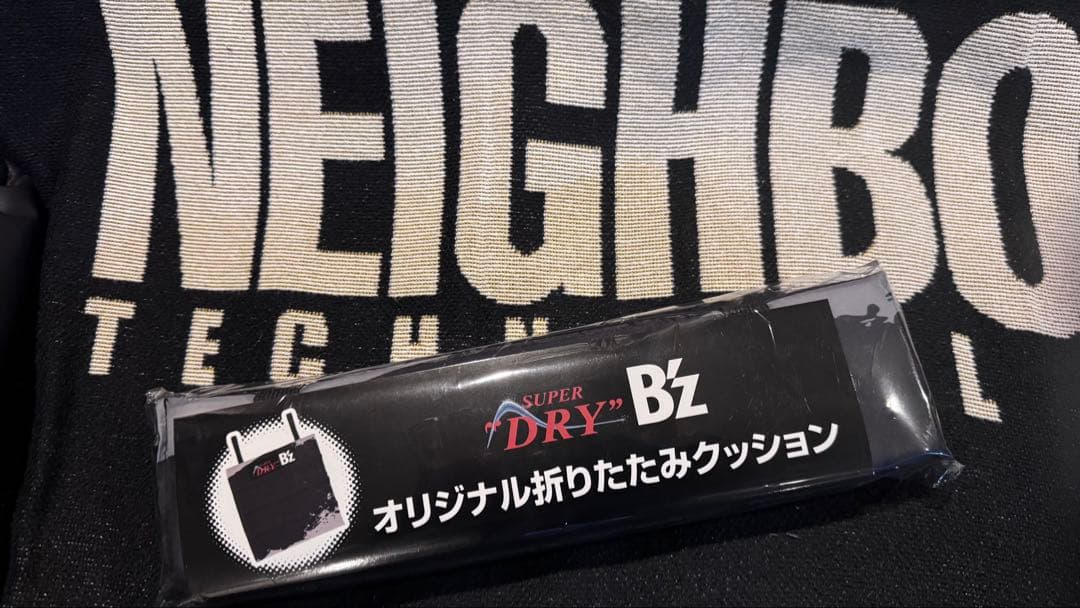 NEIGHBO
TECHN L
SUPER
"DRY" B'z
オリジナル折りたたみクッション
DRY B'z